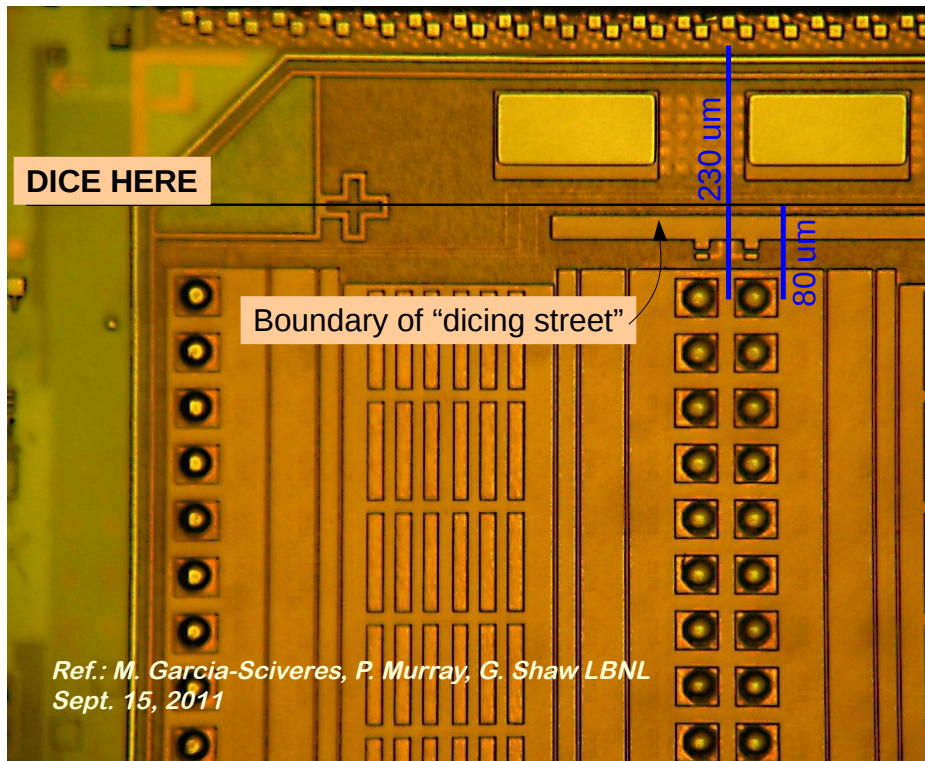 230 um
DICE HERE
80 um
Boundary of “dicing street”
Ref.: M. Garcia-Sciveres, P. Murray, G. Shaw LBNL
Sept. 15, 2011